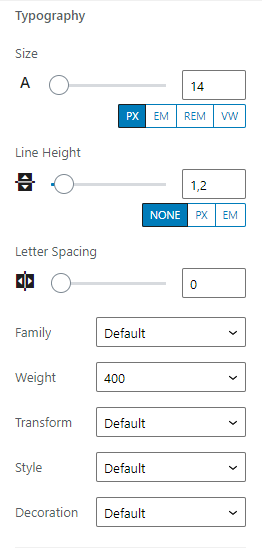 Typography
Size
A 14
PX EM REM VW
Line Height
1,2
NONE PX EM
Letter Spacing
0
Family Default
Weight 400
Transform Default
Style Default
Decoration Default